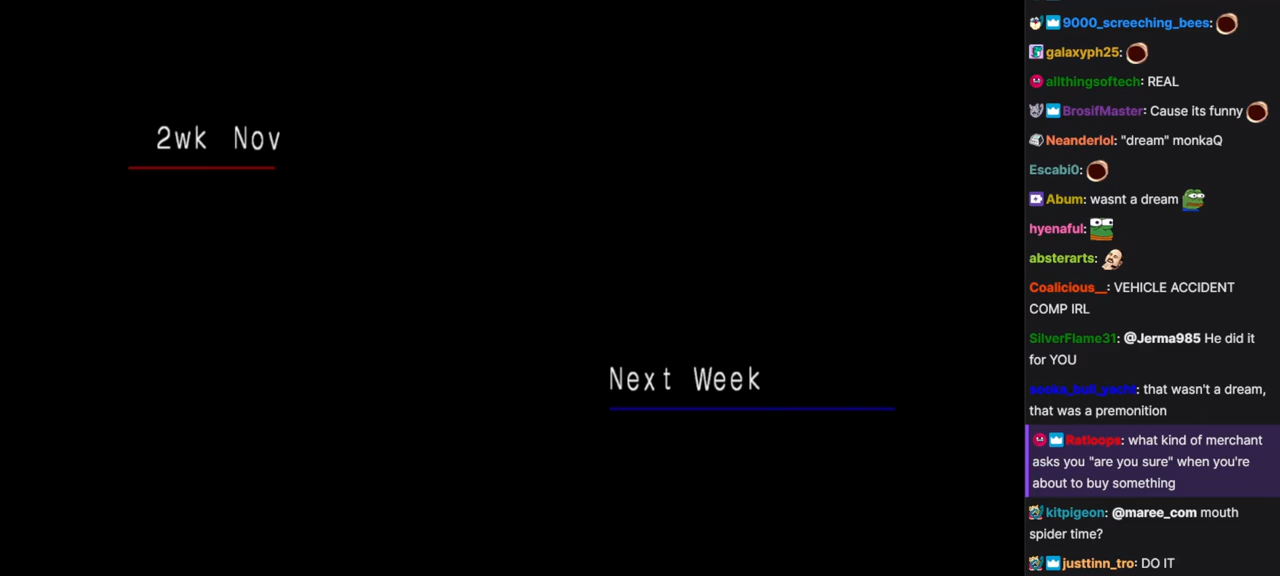 2wk Nov
Next Week
9000_screeching_bees:
galaxyph25:
allthingsoftech: REAL
BrosifMaster: Cause its funny
Neanderlol: "dream" monkaQ
Escabi0:
Abum: wasnt a dream
hyenaful:
absterarts:
Coalicious__: VEHICLE ACCIDENT
COMP IRL
SilverFlame31: @Jerma985 He did it
for YOU
: that wasn't a dream,
that was a premonition
Ratloops: what kind of merchant
asks you "are you sure" when you're
about to buy something
kitpigeon: @maree_com mouth
spider time?
justtinn_tro: DO IT